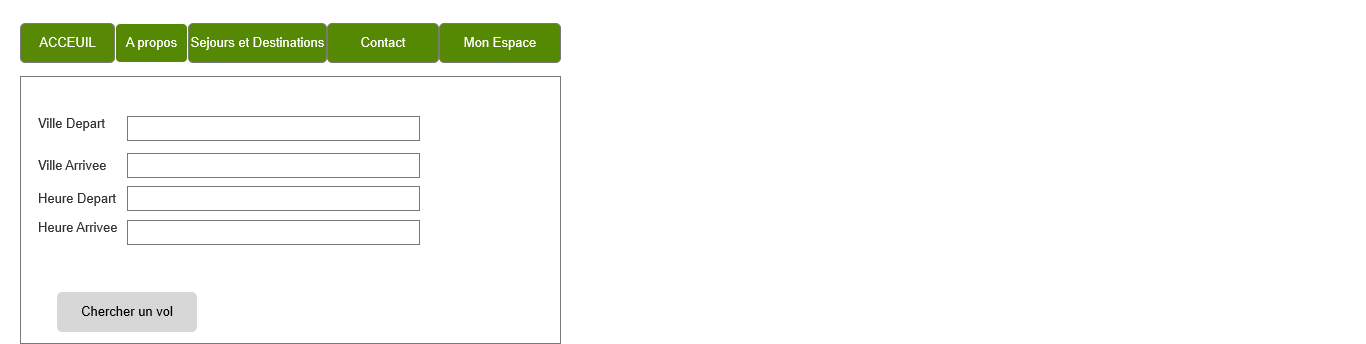 ACCEUIL A propos Sejours et Destinations Contact Mon Espace
Ville Depart
Ville Arrivee
Heure Depart
Heure Arrivee
Chercher un vol